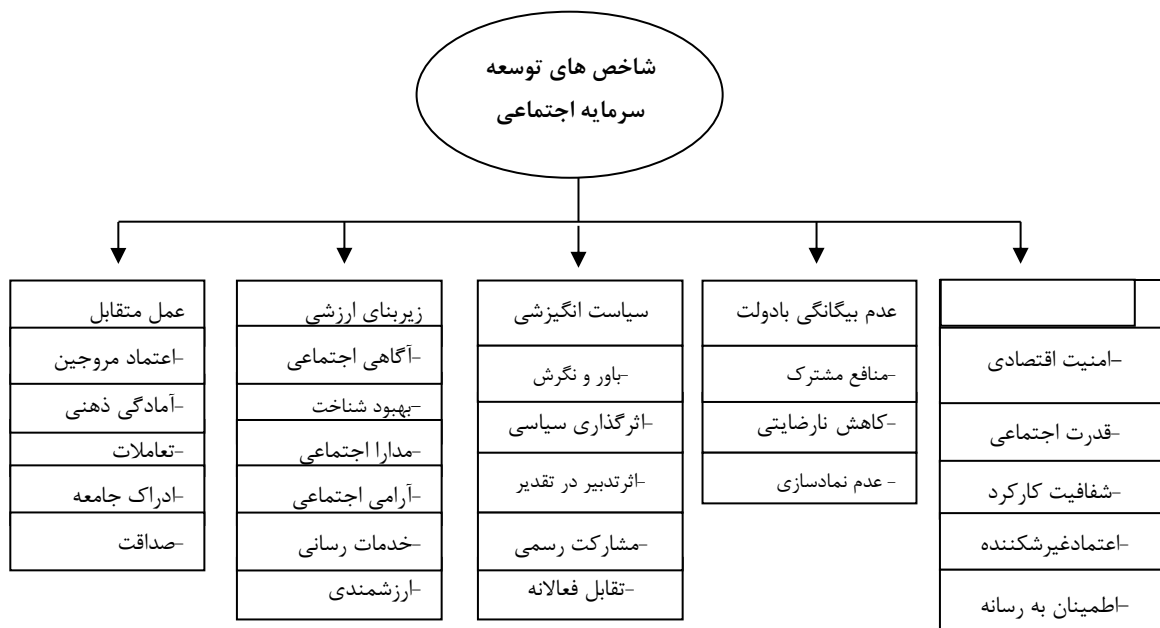 شاخص های توسعه
سرمایه اجتماعی
عدم بیگانگی بادولت
سیاست انگیزشی
زیربنای ارزشی
عمل متقابل
-امنیت اقتصادی
-قدرت اجتماعی
-شفافیت کارکرد
-اعتمادغیرشکننده
-اطمینان به رسانه
-منافع مشترک
-کاهش نارضایتی
- عدم نمادسازی
-باور و نگرش
-اثرگذاری سیاسی
-اثرتدبیر در تقدیر
-مشارکت رسمی
-تقابل فعالانه
-آگاهی اجتماعی
-بهبود شناخت
-مدارا اجتماعی
-آرامی اجتماعی
-خدمات رسانی
-ارزشمندی
-اعتماد مروجین
-آمادگی ذهنی
-تعاملات
-ادراک جامعه
-صداقت